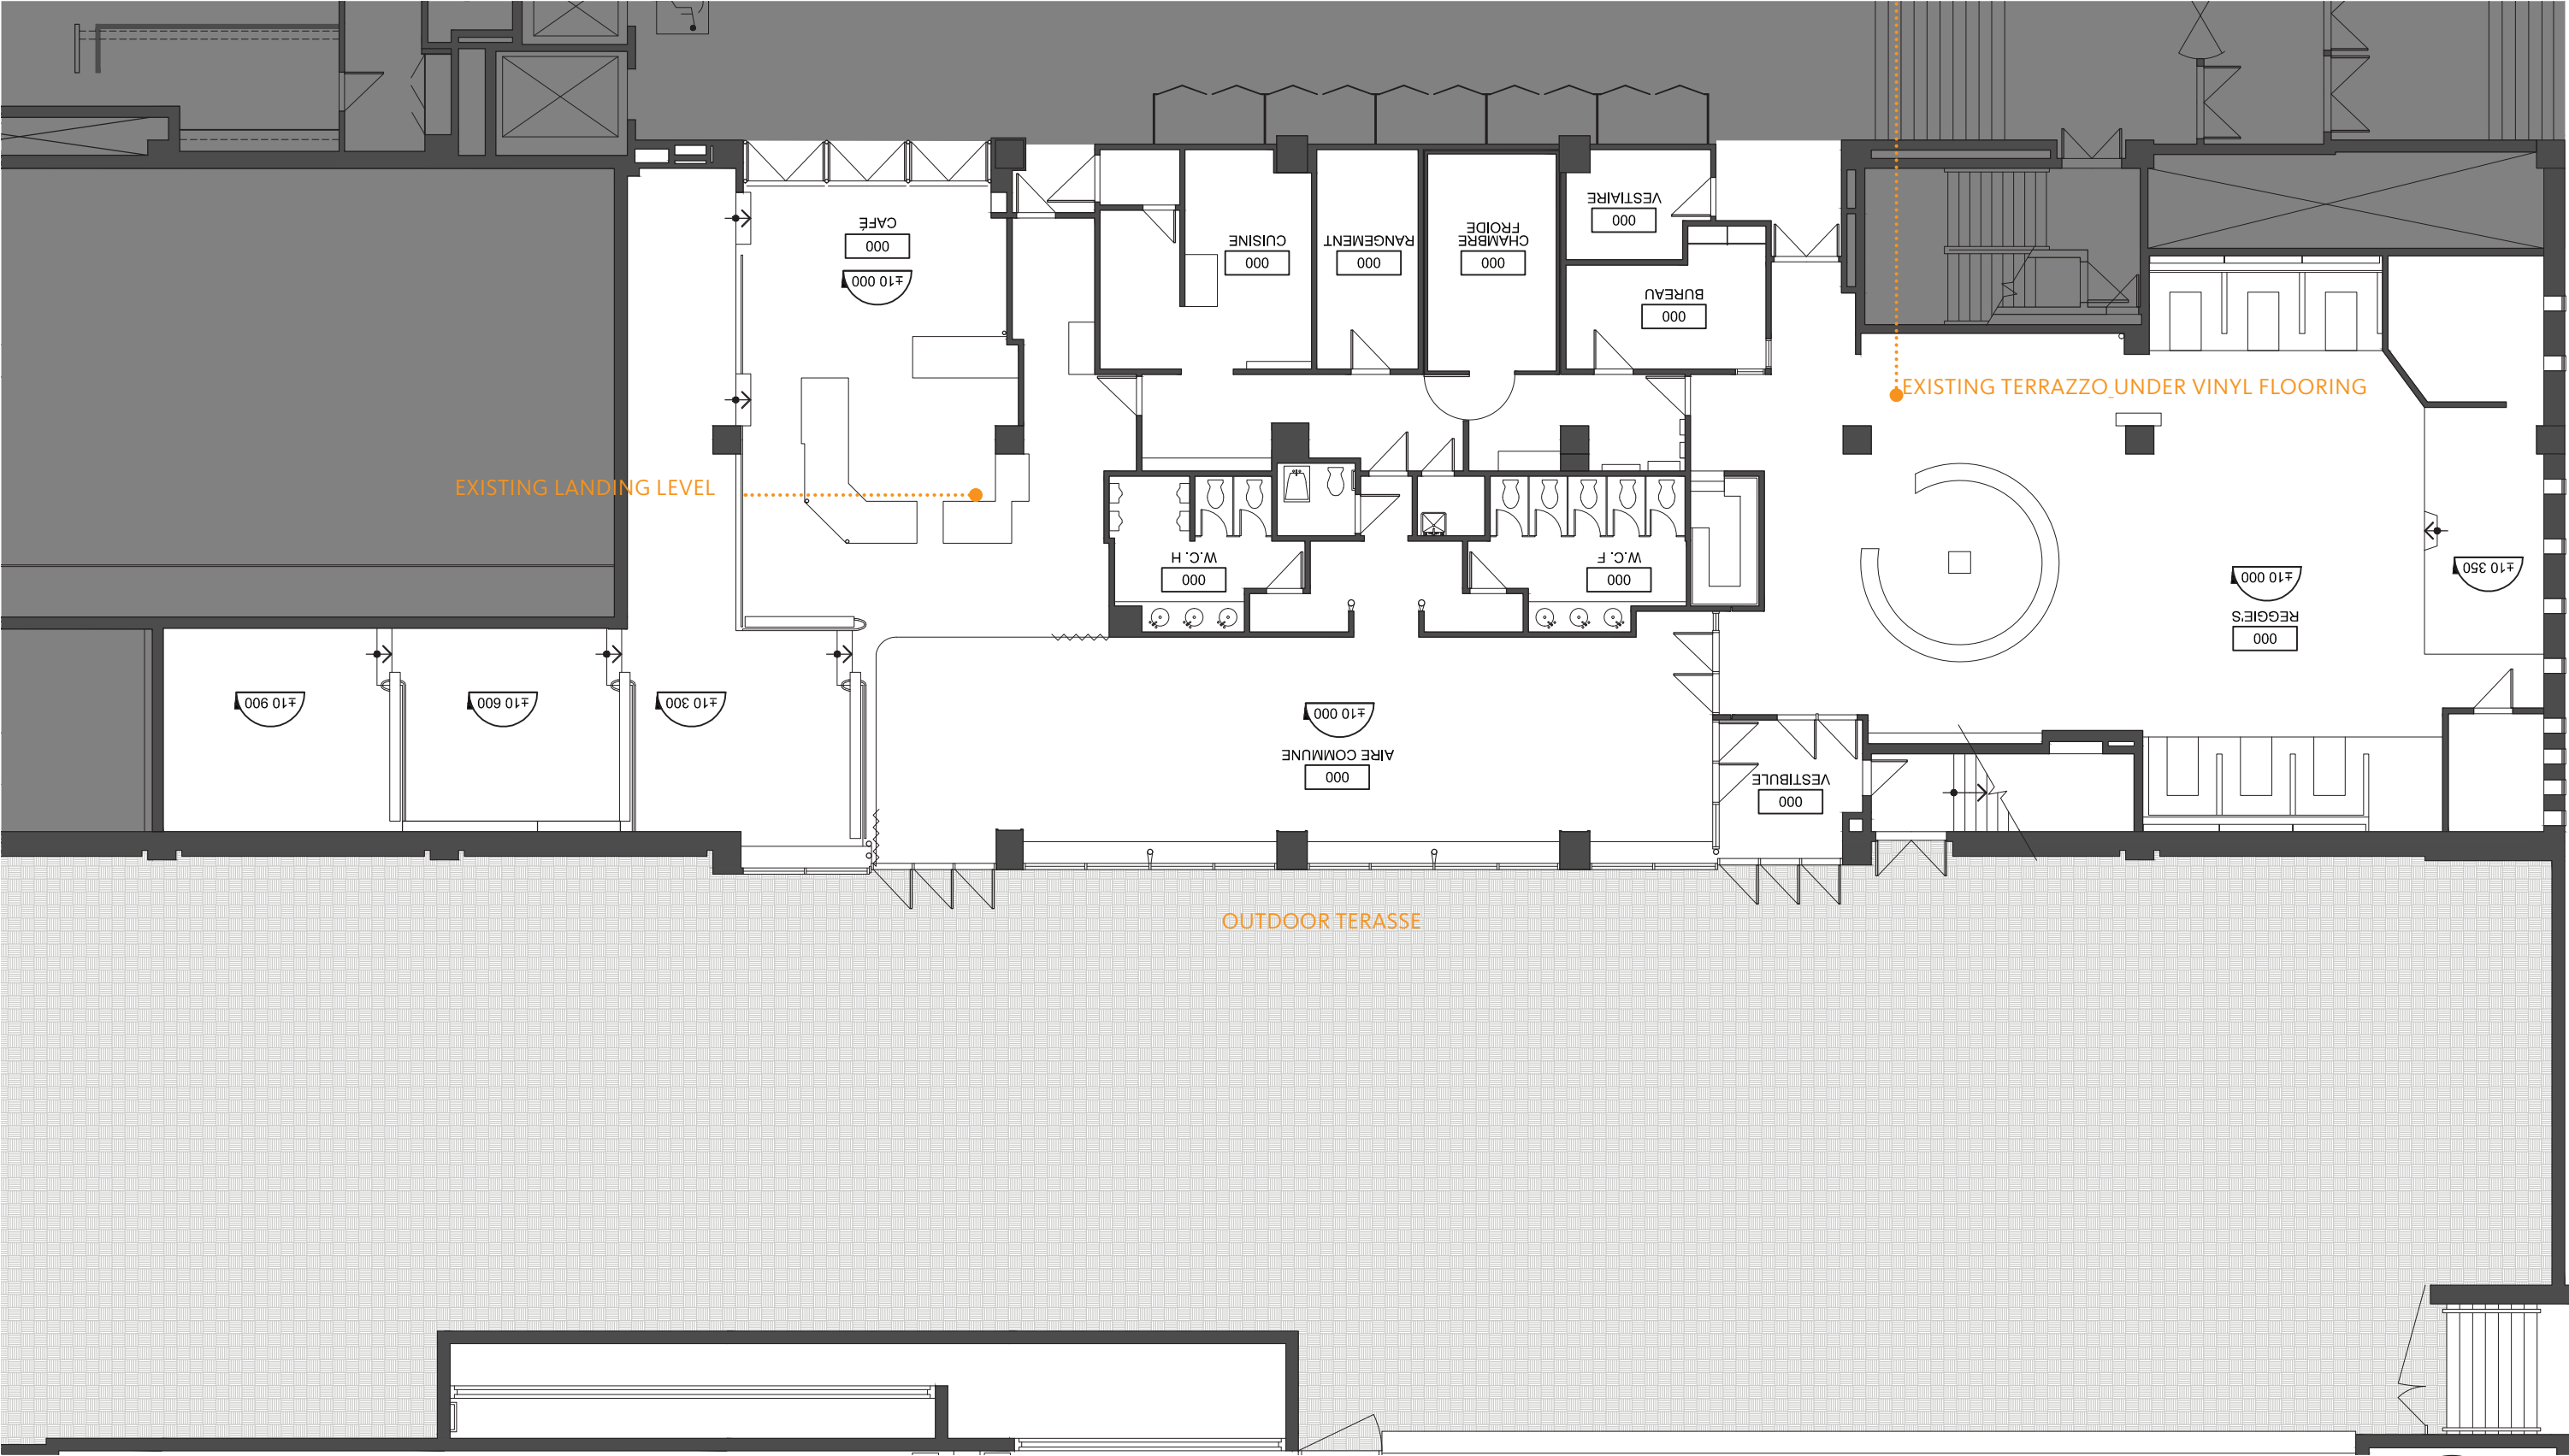 VESTIAIRE
000
CAFÉ
000
±10 000
CUISINE
000
RANGEMENT
000
CHAMBRE
FROIDE
000
BUREAU
000
EXISTING TERRAZZO_UNDER VINYL FLOORING
EXISTING LANDING LEVEL
W.C. H
000
W.C. F
000
±10 350
±10 000
REGGIE'S
000
±10 900
±10 600
±10 300
±10 000
AIRE COMMUNE
000
VESTIBULE
000
OUTDOOR TERASSE